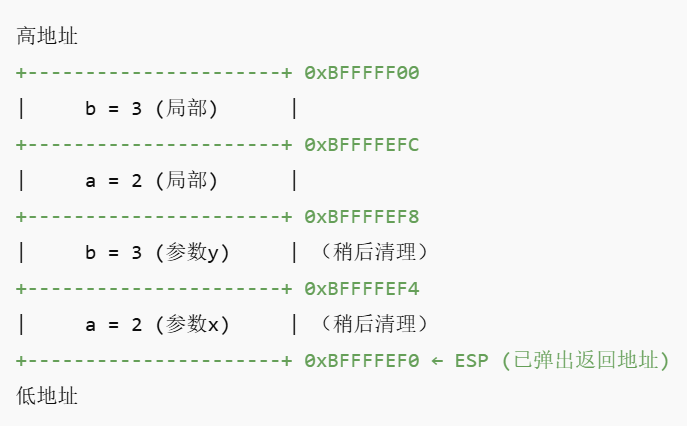 高地址
+----------------------+ 0xBFFFFF00
|     b = 3 (局部)      |
+----------------------+ 0xBFFFFEFC
|     a = 2 (局部)      |
+----------------------+ 0xBFFFFEF8
|     b = 3 (参数y)     | （稍后清理）
+----------------------+ 0xBFFFFEF4
|     a = 2 (参数x)     | （稍后清理）
+----------------------+ 0xBFFFFEF0 ← ESP (已弹出返回地址)
低地址